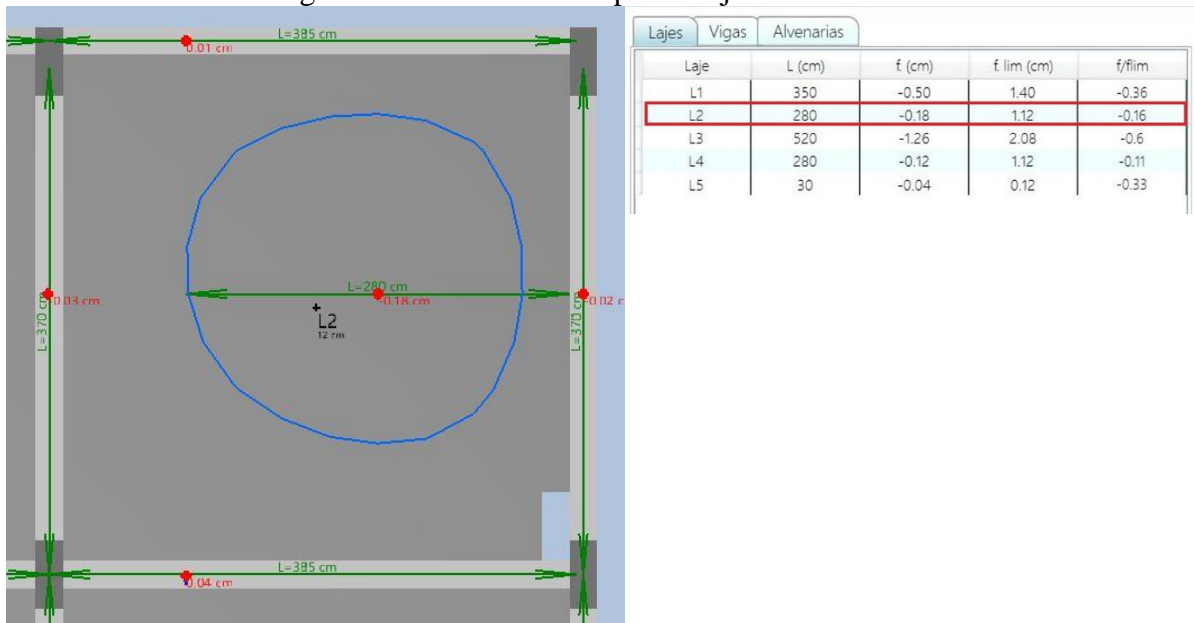 L=385 cm
0.01 cm
L=370 cm
0.03 cm
L=280 cm
-0.18 cm
L2
12 cm
L=370 cm
-0.02 c
L=385 cm
0.04 cm
Lajes Vigas Alvenarias
Laje L (cm) f. (cm) f. lim (cm) f/flim
L1 350 -0.50 1.40 -0.36
L2 280 -0.18 1.12 -0.16
L3 520 -1.26 2.08 -0.6
L4 280 -0.12 1.12 -0.11
L5 30 -0.04 0.12 -0.33